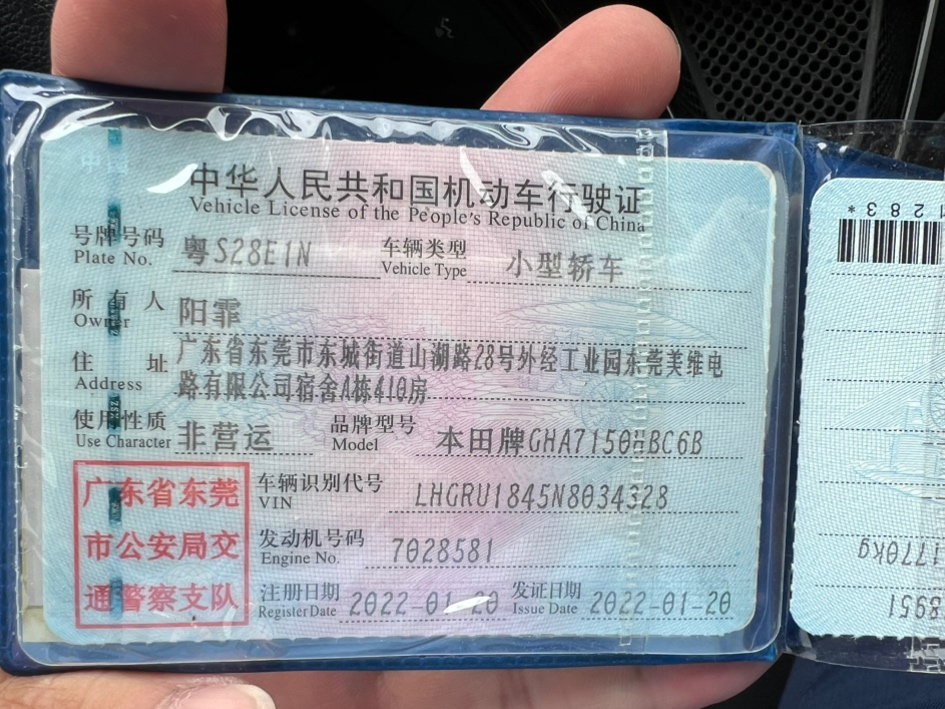 中华人民共和国机动车行驶证
Vehicle License of the People's Republic of China
号牌号码 粤S28E1N 车辆类型 小型轿车
Plate No. Vehicle Type
所有人 阳霏
Owner
住址 广东省东莞市东城街道山湖路28号外经工业园东莞美维电
Address 路有限公司宿舍A栋410房
使用性质 非营运 品牌型号 本田牌GHA7150HBC6B
Use Character Model
广东省东莞
市公安局交
通警察支队
车辆识别代号 LHGRU1845N8034328
VIN
发动机号码 7028581
Engine No.
注册日期 2022-01-20 发证日期 2022-01-20
Register Date Issue Date
1283*
1770kg
8951